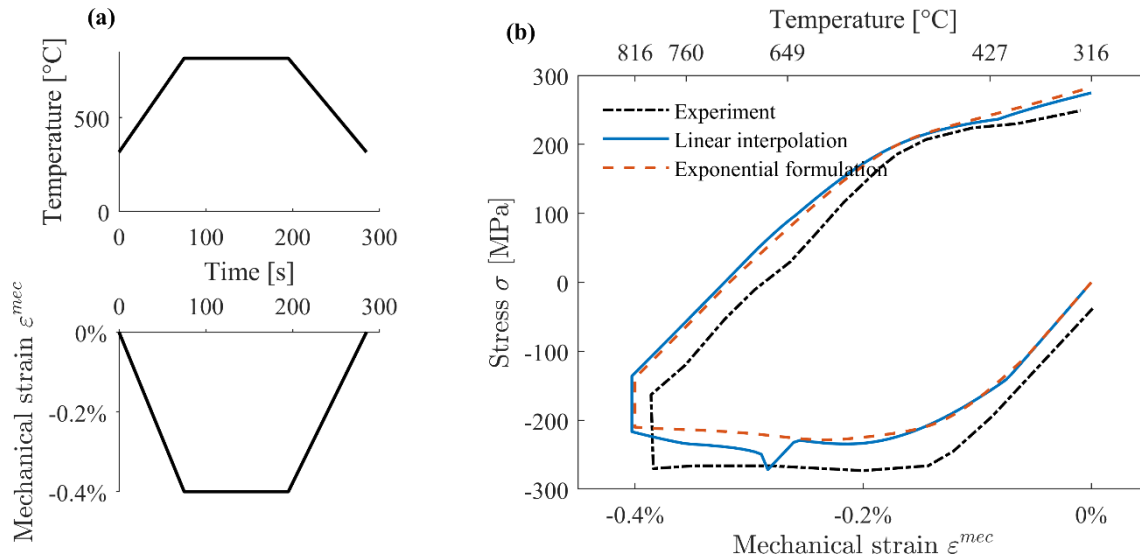 (a)
Temperature [°C]
500
0
0 100 200 300
Time [s]
0 100 200 300
Mechanical strain ε^mec
0%
-0.2%
-0.4%
(b)
Temperature [°C]
816 760 649 427 316
Stress σ [MPa]
300
200
100
0
-100
-200
-300
Experiment
Linear interpolation
Exponential formulation
-0.4% -0.2% 0%
Mechanical strain ε^mec